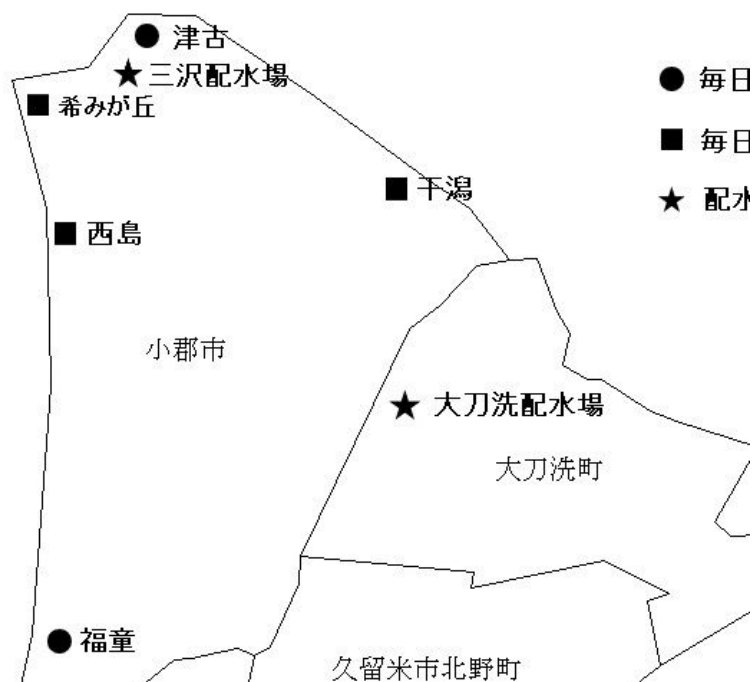 津古
三沢配水場
希みが丘
干潟
西島
小郡市
大刀洗配水場
大刀洗町
福童
久留米市北野町
毎日
毎日
配水